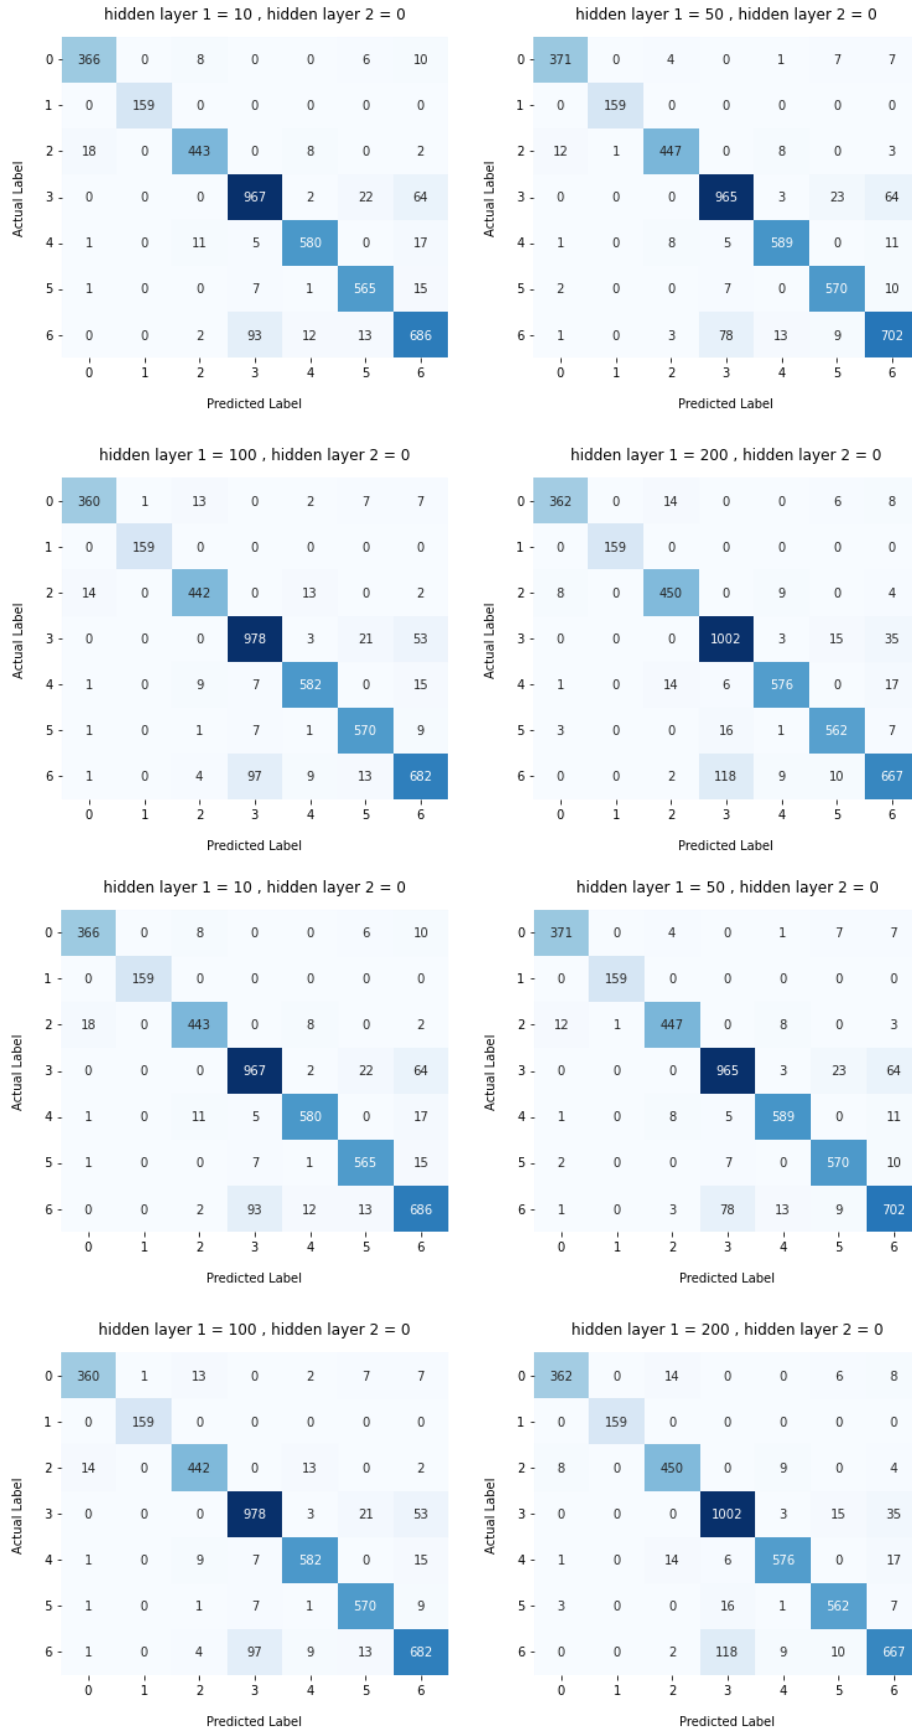 hidden layer 1 = 10 , hidden layer 2 = 0
0 366 0 8 0 0 6 10
1 0 159 0 0 0 0 0
2 18 0 443 0 8 0 2
3 0 0 0 967 2 22 64
4 1 0 11 5 580 0 17
5 1 0 0 7 1 565 15
6 0 0 2 93 12 13 686
0 1 2 3 4 5 6
Actual Label
Predicted Label
hidden layer 1 = 50 , hidden layer 2 = 0
0 371 0 4 0 1 7 7
1 0 159 0 0 0 0 0
2 12 1 447 0 8 0 3
3 0 0 0 965 3 23 64
4 1 0 8 5 589 0 11
5 2 0 0 7 0 570 10
6 1 0 3 78 13 9 702
0 1 2 3 4 5 6
Actual Label
Predicted Label
hidden layer 1 = 100 , hidden layer 2 = 0
0 360 1 13 0 2 7 7
1 0 159 0 0 0 0 0
2 14 0 442 0 13 0 2
3 0 0 0 978 3 21 53
4 1 0 9 7 582 0 15
5 1 0 1 7 1 570 9
6 1 0 4 97 9 13 682
0 1 2 3 4 5 6
Actual Label
Predicted Label
hidden layer 1 = 200 , hidden layer 2 = 0
0 362 0 14 0 0 6 8
1 0 159 0 0 0 0 0
2 8 0 450 0 9 0 4
3 0 0 0 1002 3 15 35
4 1 0 14 6 576 0 17
5 3 0 0 16 1 562 7
6 0 0 2 118 9 10 667
0 1 2 3 4 5 6
Actual Label
Predicted Label
hidden layer 1 = 10 , hidden layer 2 = 0
0 366 0 8 0 0 6 10
1 0 159 0 0 0 0 0
2 18 0 443 0 8 0 2
3 0 0 0 967 2 22 64
4 1 0 11 5 580 0 17
5 1 0 0 7 1 565 15
6 0 0 2 93 12 13 686
0 1 2 3 4 5 6
Actual Label
Predicted Label
hidden layer 1 = 50 , hidden layer 2 = 0
0 371 0 4 0 1 7 7
1 0 159 0 0 0 0 0
2 12 1 447 0 8 0 3
3 0 0 0 965 3 23 64
4 1 0 8 5 589 0 11
5 2 0 0 7 0 570 10
6 1 0 3 78 13 9 702
0 1 2 3 4 5 6
Actual Label
Predicted Label
hidden layer 1 = 100 , hidden layer 2 = 0
0 360 1 13 0 2 7 7
1 0 159 0 0 0 0 0
2 14 0 442 0 13 0 2
3 0 0 0 978 3 21 53
4 1 0 9 7 582 0 15
5 1 0 1 7 1 570 9
6 1 0 4 97 9 13 682
0 1 2 3 4 5 6
Actual Label
Predicted Label
hidden layer 1 = 200 , hidden layer 2 = 0
0 362 0 14 0 0 6 8
1 0 159 0 0 0 0 0
2 8 0 450 0 9 0 4
3 0 0 0 1002 3 15 35
4 1 0 14 6 576 0 17
5 3 0 0 16 1 562 7
6 0 0 2 118 9 10 667
0 1 2 3 4 5 6
Actual Label
Predicted Label